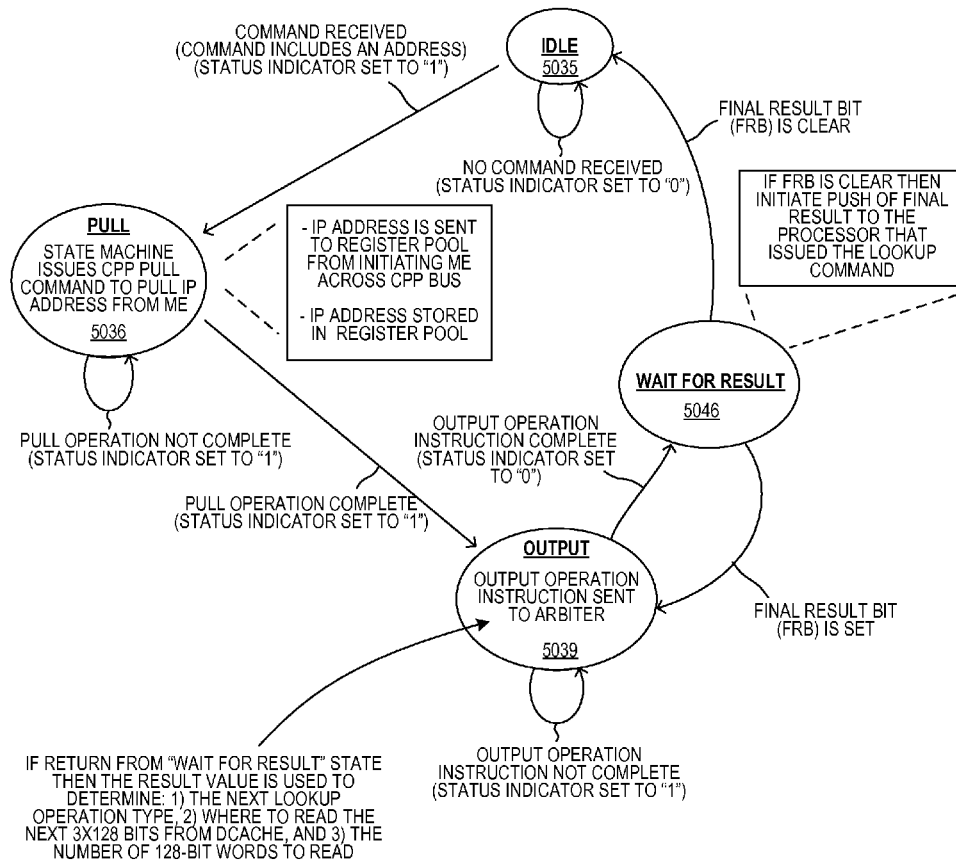 COMMAND RECEIVED
(COMMAND INCLUDES AN ADDRESS)
(STATUS INDICATOR SET TO "1")
IDLE
5035
FINAL RESULT BIT
(FRB) IS CLEAR
NO COMMAND RECEIVED
(STATUS INDICATOR SET TO "0")
IF FRB IS CLEAR THEN
INITIATE PUSH OF FINAL
RESULT TO THE
PROCESSOR THAT
ISSUED THE LOOKUP
COMMAND
PULL
STATE MACHINE
ISSUES CPP PULL
COMMAND TO PULL IP
ADDRESS FROM ME
5036
- IP ADDRESS IS SENT
TO REGISTER POOL
FROM INITIATING ME
ACROSS CPP BUS
- IP ADDRESS STORED
IN REGISTER POOL
WAIT FOR RESULT
5046
PULL OPERATION NOT COMPLETE
(STATUS INDICATOR SET TO "1")
OUTPUT OPERATION
INSTRUCTION COMPLETE
(STATUS INDICATOR SET
TO "0")
PULL OPERATION COMPLETE
(STATUS INDICATOR SET TO "1")
OUTPUT
OUTPUT OPERATION
INSTRUCTION SENT
TO ARBITER
5039
FINAL RESULT BIT
(FRB) IS SET
OUTPUT OPERATION
INSTRUCTION NOT COMPLETE
(STATUS INDICATOR SET TO "1")
IF RETURN FROM "WAIT FOR RESULT"
STATE
THEN THE RESULT VALUE IS USED TO
DETERMINE: 1) THE NEXT LOOKUP
OPERATION TYPE, 2) WHERE TO READ THE
NEXT 3X128 BITS FROM DCACHE, AND 3) THE
NUMBER OF 128-BIT WORDS TO READ